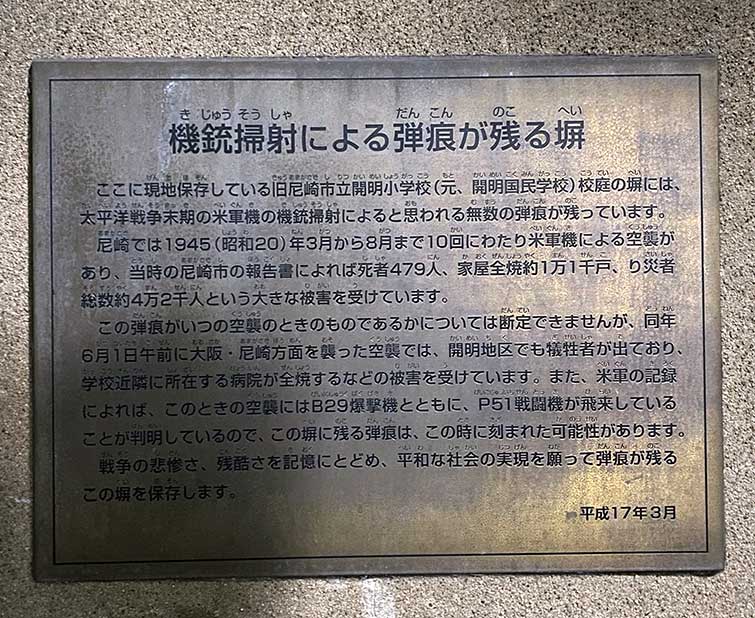 機銃掃射による弾痕が残る塀
ここに現地保存している旧尼崎市立開明小学校(元、開明国民学校)校庭の塀には、
太平洋戦争末期の米軍機の機銃掃射によると思われる無数の弾痕が残っています。
尼崎では1945(昭和20)年3月から8月まで10回にわたり米軍機による空襲が
あり、当時の尼崎市の報告書によれば死者479人、家屋全焼約1万1千戸、り災者
総数約4万2千人という大きな被害を受けています。
この弾痕がいつの空襲のときのものであるかについては断定できませんが、同年
6月1日午前に大阪・尼崎方面を襲った空襲では、開明地区でも犠牲者が出ており、
学校近隣に所在する病院が全焼するなどの被害を受けています。また、米軍の記録
によれば、このときの空襲にはB29爆撃機とともに、P51戦闘機が飛来している
ことが判明しているので、この塀に残る弾痕は、この時に刻まれた可能性があります。
戦争の悲惨さ、残酷さを記憶にとどめ、平和な社会の実現を願って弾痕が残る
この塀を保存します。
平成17年3月